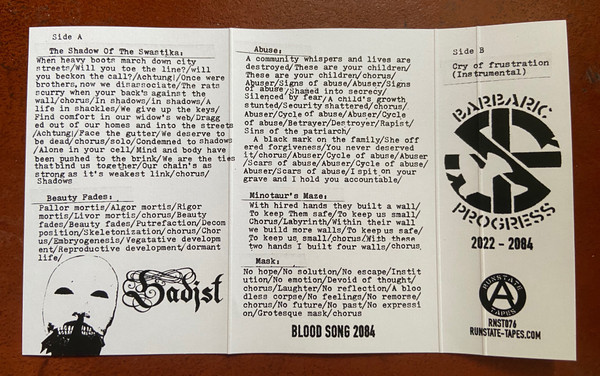 Side A
The Shadow Of The Swastika:
When heavy boots march down city
streets/Will you toe the line?/will
you beckon the call?/Achtung!/Once were
brothers, now we disassociate/The rats
scurry when your back's against the
wall/chorus/In shadows/in shadows/A
life in shackles/We give up the keys/
Find comfort in our widow's web/Dragg
ed out of our homes and into the streets
/Achtung!/Face the gutter/We deserve to
be dead/chorus/solo/Condemned to shadows
/Alone in your cell/Mind and body have
been pushed to the brink/We are the ties
that bind us together/Our chain's as
strong as it's weakest link/chorus/
Shadows
Beauty Fades:
Pallor mortis/Algor mortis/Rigor
mortis/Livor mortis/chorus/Beauty
fades/Beauty fades/Putrefaction/Decom
position/Skeletonization/chorus/Chor
us/Embryogenesis/Vegatative developm
ent/Reproductive development/dormant
life/
Sadist
Abuse:
A community whispers and lives are
destroyed/These are your children/
These are your children/chorus/
Abuser/Signs of abuse/Abuser/Signs
of abuse/Shaped into secrecy/
Silenced by fear/A child's growth
stunted/Security shattered/chorus/
Abuser/Cycle of abuse/Abuser/Cycle
of abuse/Betrayer/Destroyer/Rapist/
Sins of the patriarch/
A black mark on the family/She off
ered forgiveness/You never deserved
it/chorus/Abuser/Cycle of abuse/Abuser
/Scars of abuse/Abuser/Cycle of abuse/
Abuser/Scars of abuse/I spit on your
grave and I hold you accountable/
Minotaur's Maze:
With hired hands they built a wall/
To keep Them safe/To keep us small/
Chorus/Labyrinth/Within their wall
we build more walls/To keep us safe/
To keep us small/chorus/With these
two hands I built four walls/chorus
Mask:
No hope/No solution/No escape/Instit
ution/No emotion/Devoid of thought/
chorus/Laughter/No reflection/A bloo
dless corpse/No feelings/No remorse/
chorus/No future/No past/No expressi
on/Grotesque mask/chorus
BLOOD SONG 2084
Side B
Cry of frustration
(Instrumental)
BARBARIC
PROGRESS
2022 - 2084
RUNSTATE
A
TAPES
RNST076
RUNSTATE-TAPES.COM